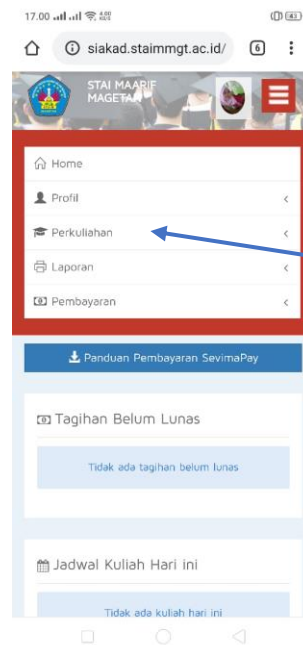 17.00
siakad.staimmgt.ac.id/
6
STAI MAARIF
MAGETAN
Home
Profil
Perkuliahan
Laporan
Pembayaran
Panduan Pembayaran SevimaPay
Tagihan Belum Lunas
Tidak ada tagihan belum lunas
Jadwal Kuliah Hari ini
Tidak ada kuliah hari ini